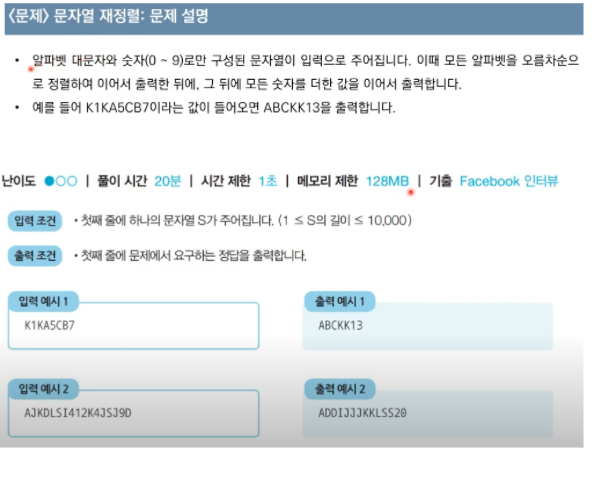 <문제> 문자열 재정렬: 문제 설명
• 알파벳 대문자와 숫자(0 ~ 9)로만 구성된 문자열이 입력으로 주어집니다. 이때 모든 알파벳을 오름차순으
로 정렬하여 이어서 출력한 뒤에, 그 뒤에 모든 숫자를 더한 값을 이어서 출력합니다.
• 예를 들어 K1KA5CB7이라는 값이 들어오면 ABCKK13을 출력합니다.
난이도 ●○○ | 풀이 시간 20분 | 시간 제한 1초 | 메모리 제한 128MB | 기출 Facebook 인터뷰
입력 조건 • 첫째 줄에 하나의 문자열 S가 주어집니다. (1 ≤ S의 길이 ≤ 10,000)
출력 조건 • 첫째 줄에 문제에서 요구하는 정답을 출력합니다.
입력 예시 1 출력 예시 1
K1KA5CB7 ABCKK13
입력 예시 2 출력 예시 2
AJKDLSI412K4JSJ9D ADDIJJJKKLSS20